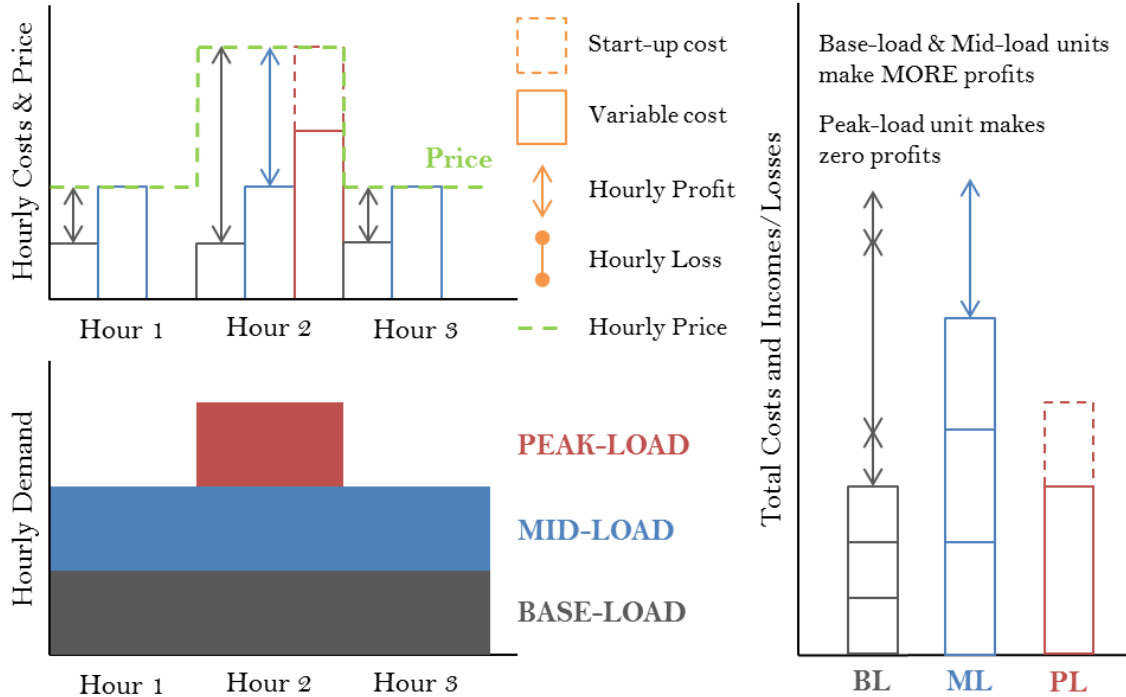 Hourly Costs & Price
Price
Hour 1
Hour 2
Hour 3
Start-up cost
Variable cost
Hourly Profit
Hourly Loss
Hourly Price
Hourly Demand
PEAK-LOAD
MID-LOAD
BASE-LOAD
Hour 1
Hour 2
Hour 3
Total Costs and Incomes/Losses
Base-load & Mid-load units
make MORE profits
Peak-load unit makes
zero profits
BL
ML
PL